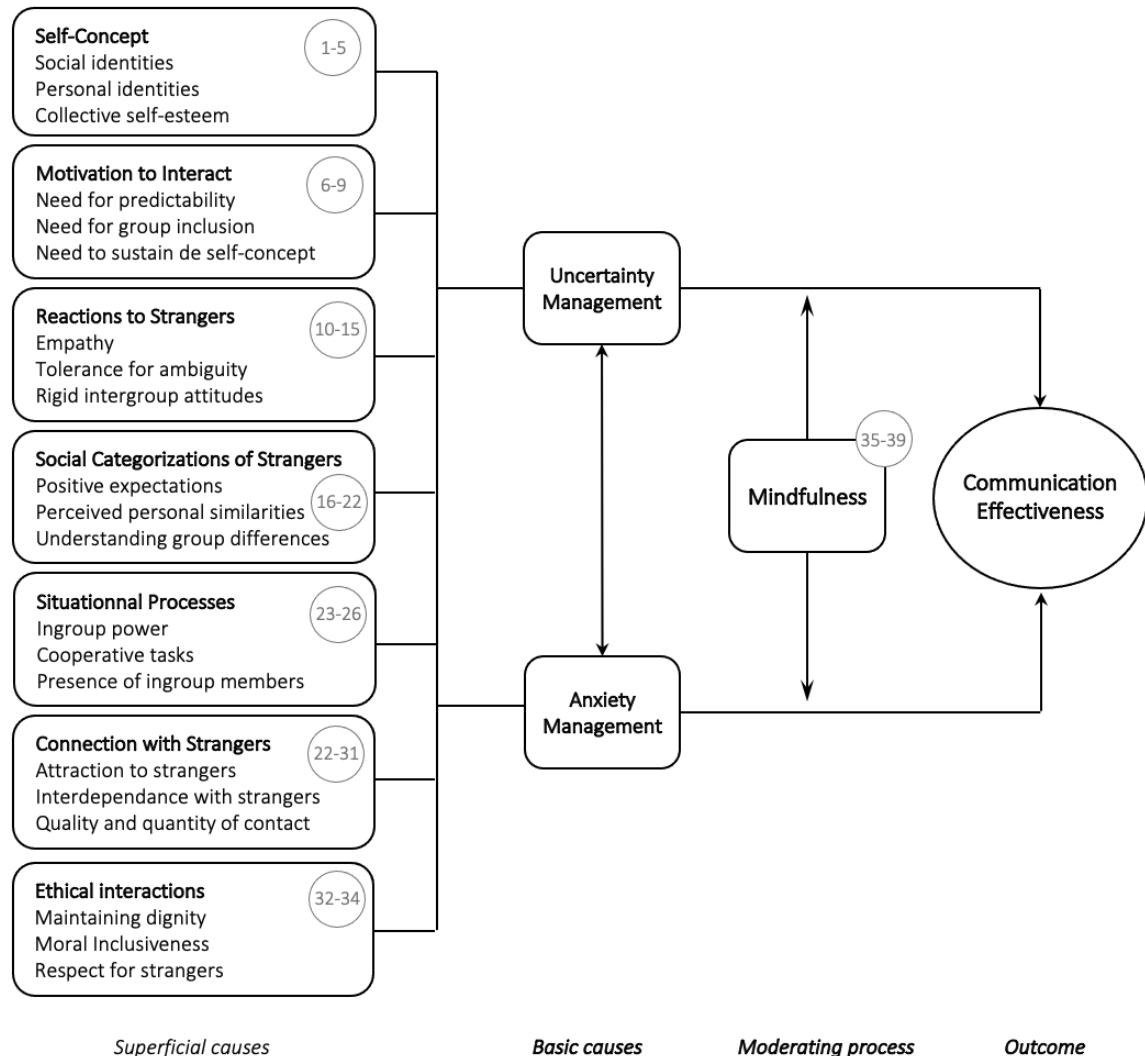 Self-Concept
1-5
Social identities
Personal identities
Collective self-esteem
Motivation to Interact
6-9
Need for predictability
Need for group inclusion
Need to sustain de self-concept
Reactions to Strangers
10-15
Empathy
Tolerance for ambiguity
Rigid intergroup attitudes
Social Categorizations of Strangers
Positive expectations
16-22
Perceived personal similarities
Understanding group differences
Situationnal Processes
23-26
Ingroup power
Cooperative tasks
Presence of ingroup members
Connection with Strangers
22-31
Attraction to strangers
Interdependance with strangers
Quality and quantity of contact
Ethical interactions
32-34
Maintaining dignity
Moral Inclusiveness
Respect for strangers
Uncertainty
Management
Anxiety
Management
35-39
Mindfulness
Communication
Effectiveness
Superficial causes
Basic causes
Moderating process
Outcome